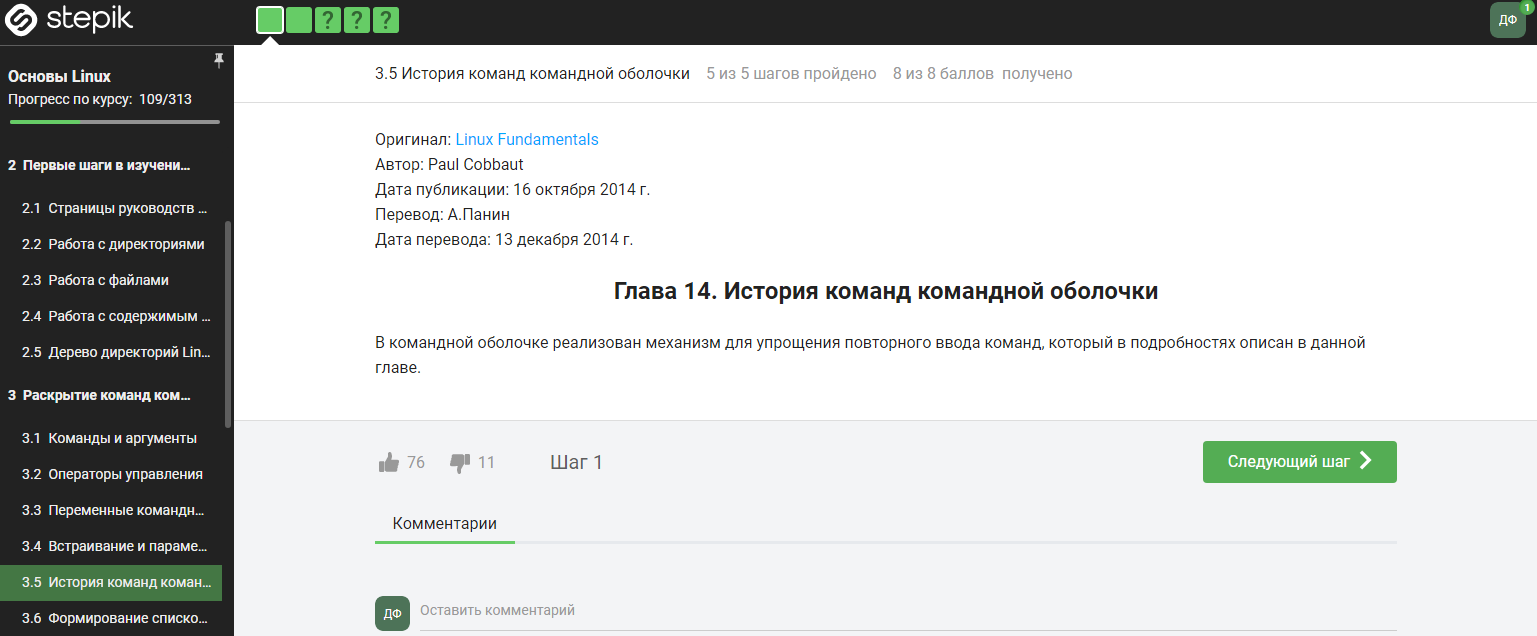 stepik
? ? ?
ДФ
1
Основы Linux
Прогресс по курсу: 109/313
2 Первые шаги в изучени...
2.1 Страницы руководств ...
2.2 Работа с директориями
2.3 Работа с файлами
2.4 Работа с содержимым ...
2.5 Дерево директорий Lin...
3 Раскрытие команд ком...
3.1 Команды и аргументы
3.2 Операторы управления
3.3 Переменные командн...
3.4 Встраивание и параме...
3.5 История команд коман...
3.6 Формирование списко...
3.5 История команд командной оболочки 5 из 5 шагов пройдено 8 из 8 баллов получено
Оригинал: Linux Fundamentals
Автор: Paul Cobbaut
Дата публикации: 16 октября 2014 г.
Перевод: А.Панин
Дата перевода: 13 декабря 2014 г.
Глава 14. История команд командной оболочки
В командной оболочке реализован механизм для упрощения повторного ввода команд, который в подробностях описан в данной
главе.
76 11 Шаг 1 Следующий шаг
Комментарии
ДФ Оставить комментарий